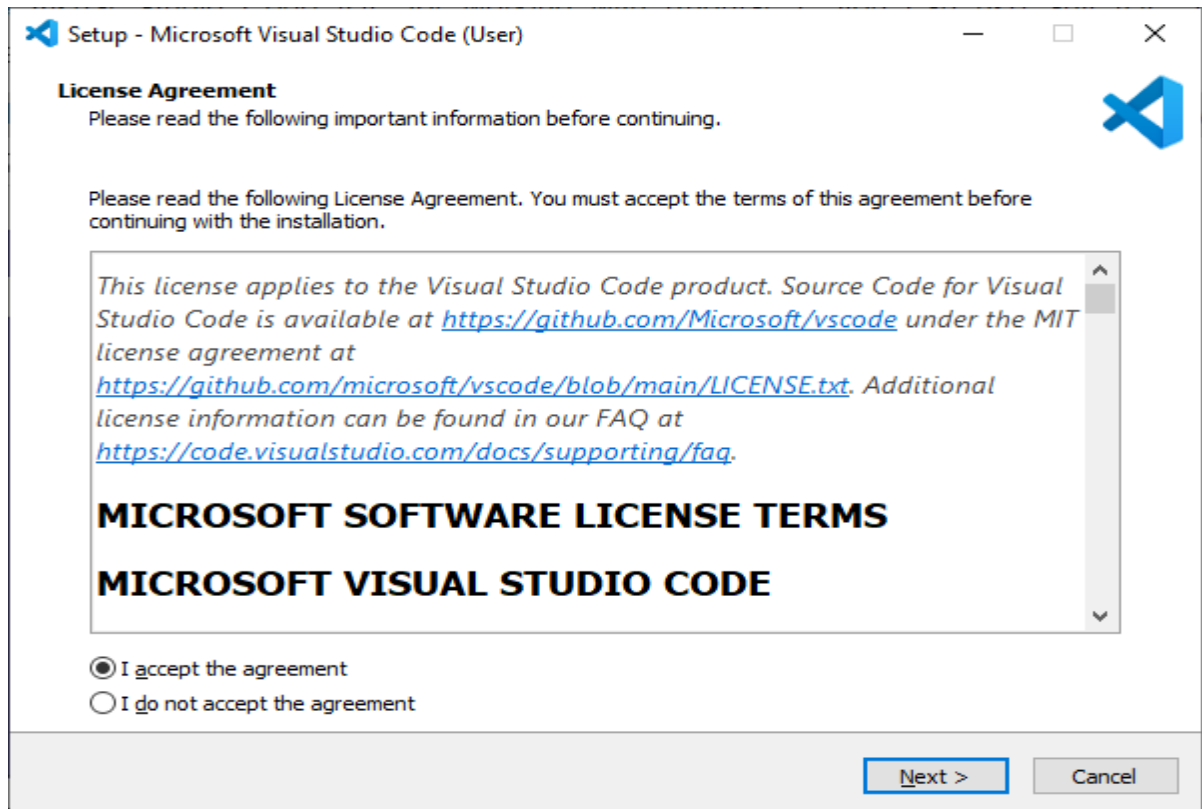 Setup - Microsoft Visual Studio Code (User)
License Agreement
Please read the following important information before continuing.
Please read the following License Agreement. You must accept the terms of this agreement before
continuing with the installation.
This license applies to the Visual Studio Code product. Source Code for Visual
Studio Code is available at https://github.com/Microsoft/vscode under the MIT
license agreement at
https://github.com/microsoft/vscode/blob/main/LICENSE.txt. Additional
license information can be found in our FAQ at
https://code.visualstudio.com/docs/supporting/faq.
MICROSOFT SOFTWARE LICENSE TERMS
MICROSOFT VISUAL STUDIO CODE
I accept the agreement
I do not accept the agreement
Next >
Cancel